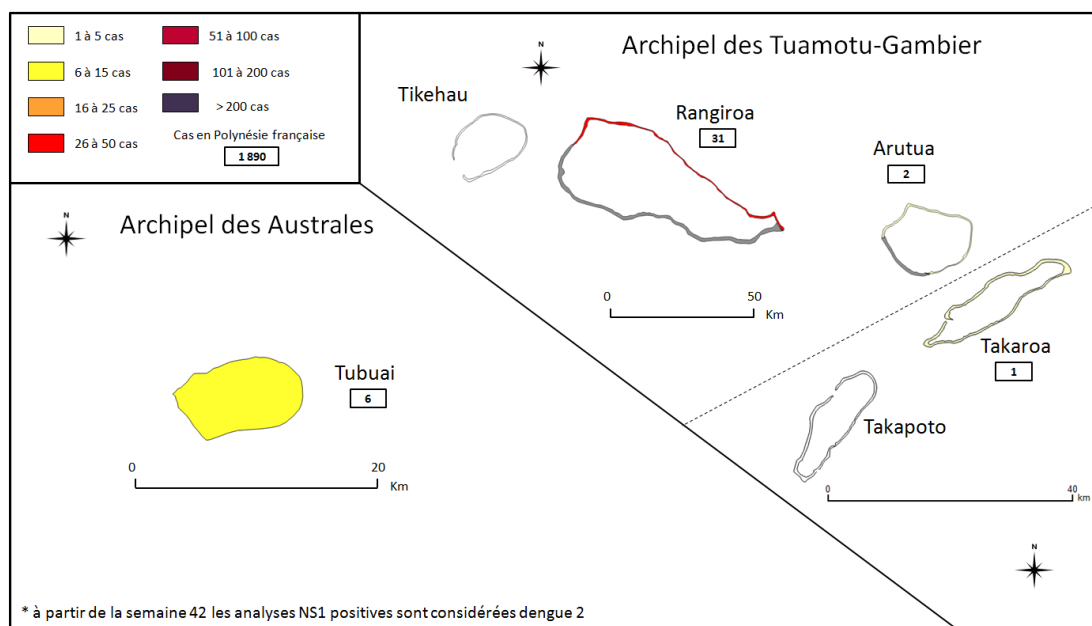 1 à 5 cas
6 à 15 cas
16 à 25 cas
26 à 50 cas
51 à 100 cas
101 à 200 cas
> 200 cas
Cas en Polynésie française
1 890
Archipel des Tuamotu-Gambier
N
Tikehau
Rangiroa
31
Arutua
2
0 50
Km
Takaroa
1
Takapoto
0 40
km
N
N
Archipel des Australes
Tubuai
6
0 20
Km
* à partir de la semaine 42 les analyses NS1 positives sont considérées dengue 2